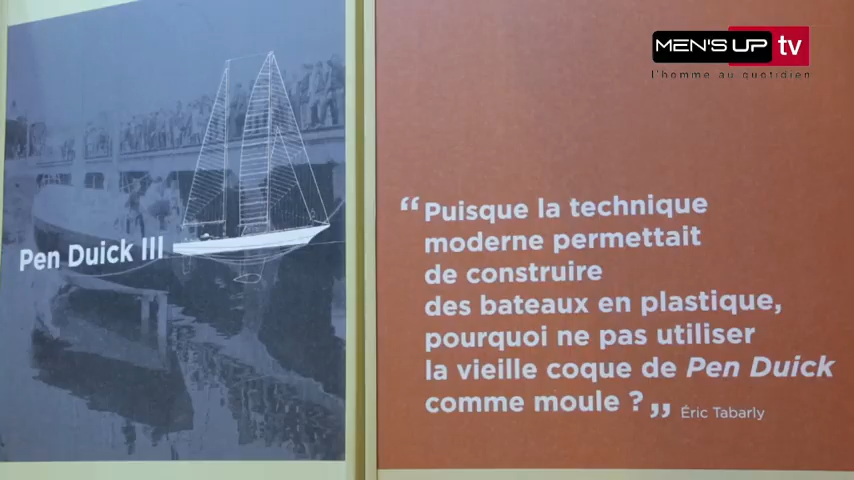 MEN'S UP tv
l'homme au quotidien
Pen Duick III
“Puisque la technique
moderne permettait
de construire
des bateaux en plastique,
pourquoi ne pas utiliser
la vieille coque de Pen Duick
comme moule ?” Éric Tabarly